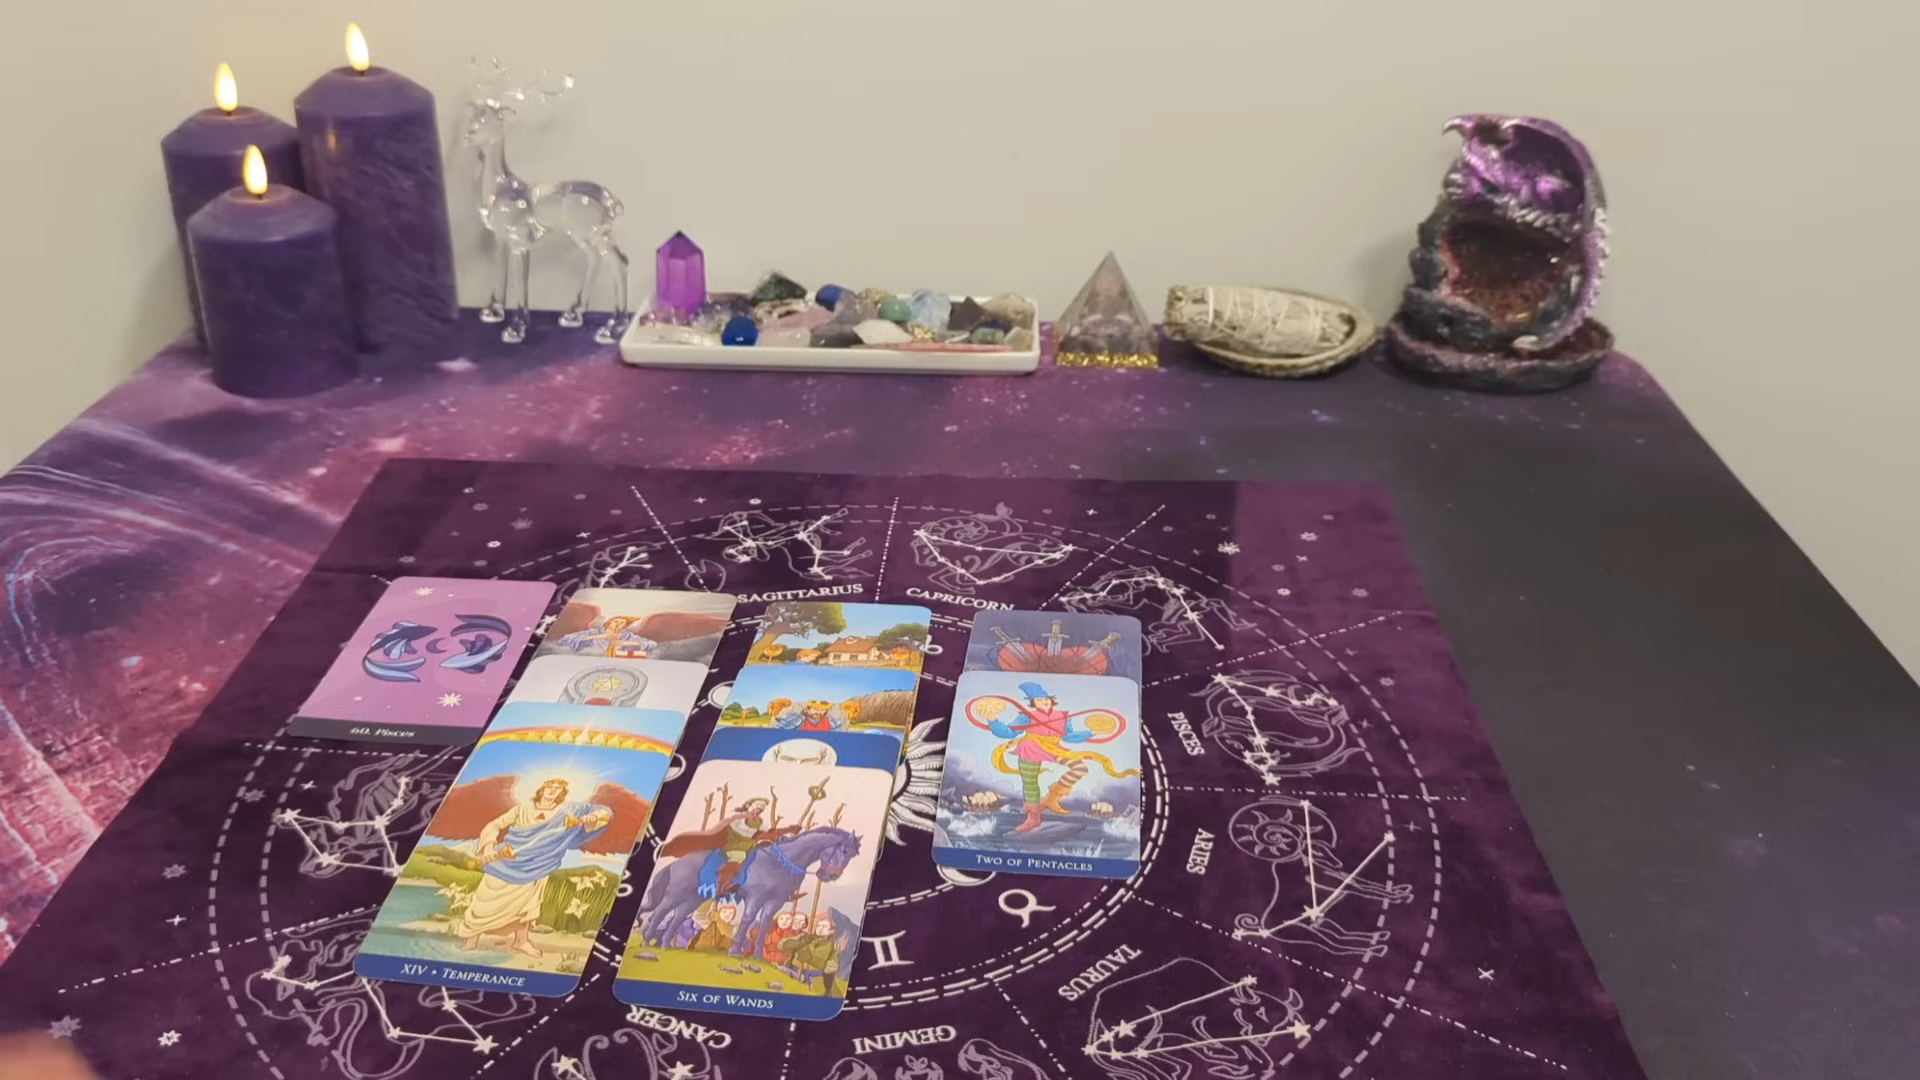 SAGITTARIUS
CAPRICORN
60. Pisces
PISCES
ARIES
TWO OF PENTACLES
TAURUS
XIV • TEMPERANCE
SIX OF WANDS
CANCER
GEMINI